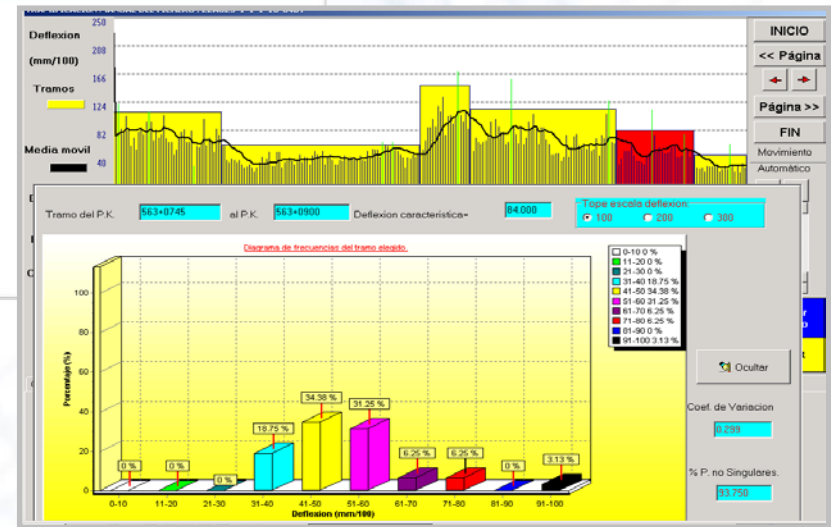 Deflexion
(mm/100)
Tramos
Media movil
250
208
166
124
82
40
INICIO
<< Página
Página >>
FIN
Movimiento
Automático
Tramo del P.K.
563+0745
al P.K.
563+0900
Deflexion caracteristica=
84.000
Tope escala deflexion:
100
200
300
Diagrama de frecuencias del tramo elegido.
0-10 0 %
11-20 0 %
21-30 0 %
31-40 18.75 %
41-50 34.38 %
51-60 31.25 %
61-70 6.25 %
71-80 6.25 %
81-90 0 %
91-100 3.13 %
Porcentaje (%)
100
80
60
40
20
0
0 %
0 %
0 %
18.75 %
34.38 %
31.25 %
6.25 %
6.25 %
0 %
3.13 %
0-10
11-20
21-30
31-40
41-50
51-60
61-70
71-80
81-90
91-100
Deflexion (mm/100)
Ocultar
Coef. de Variacion
0.299
% P. no Singulares.
93.750